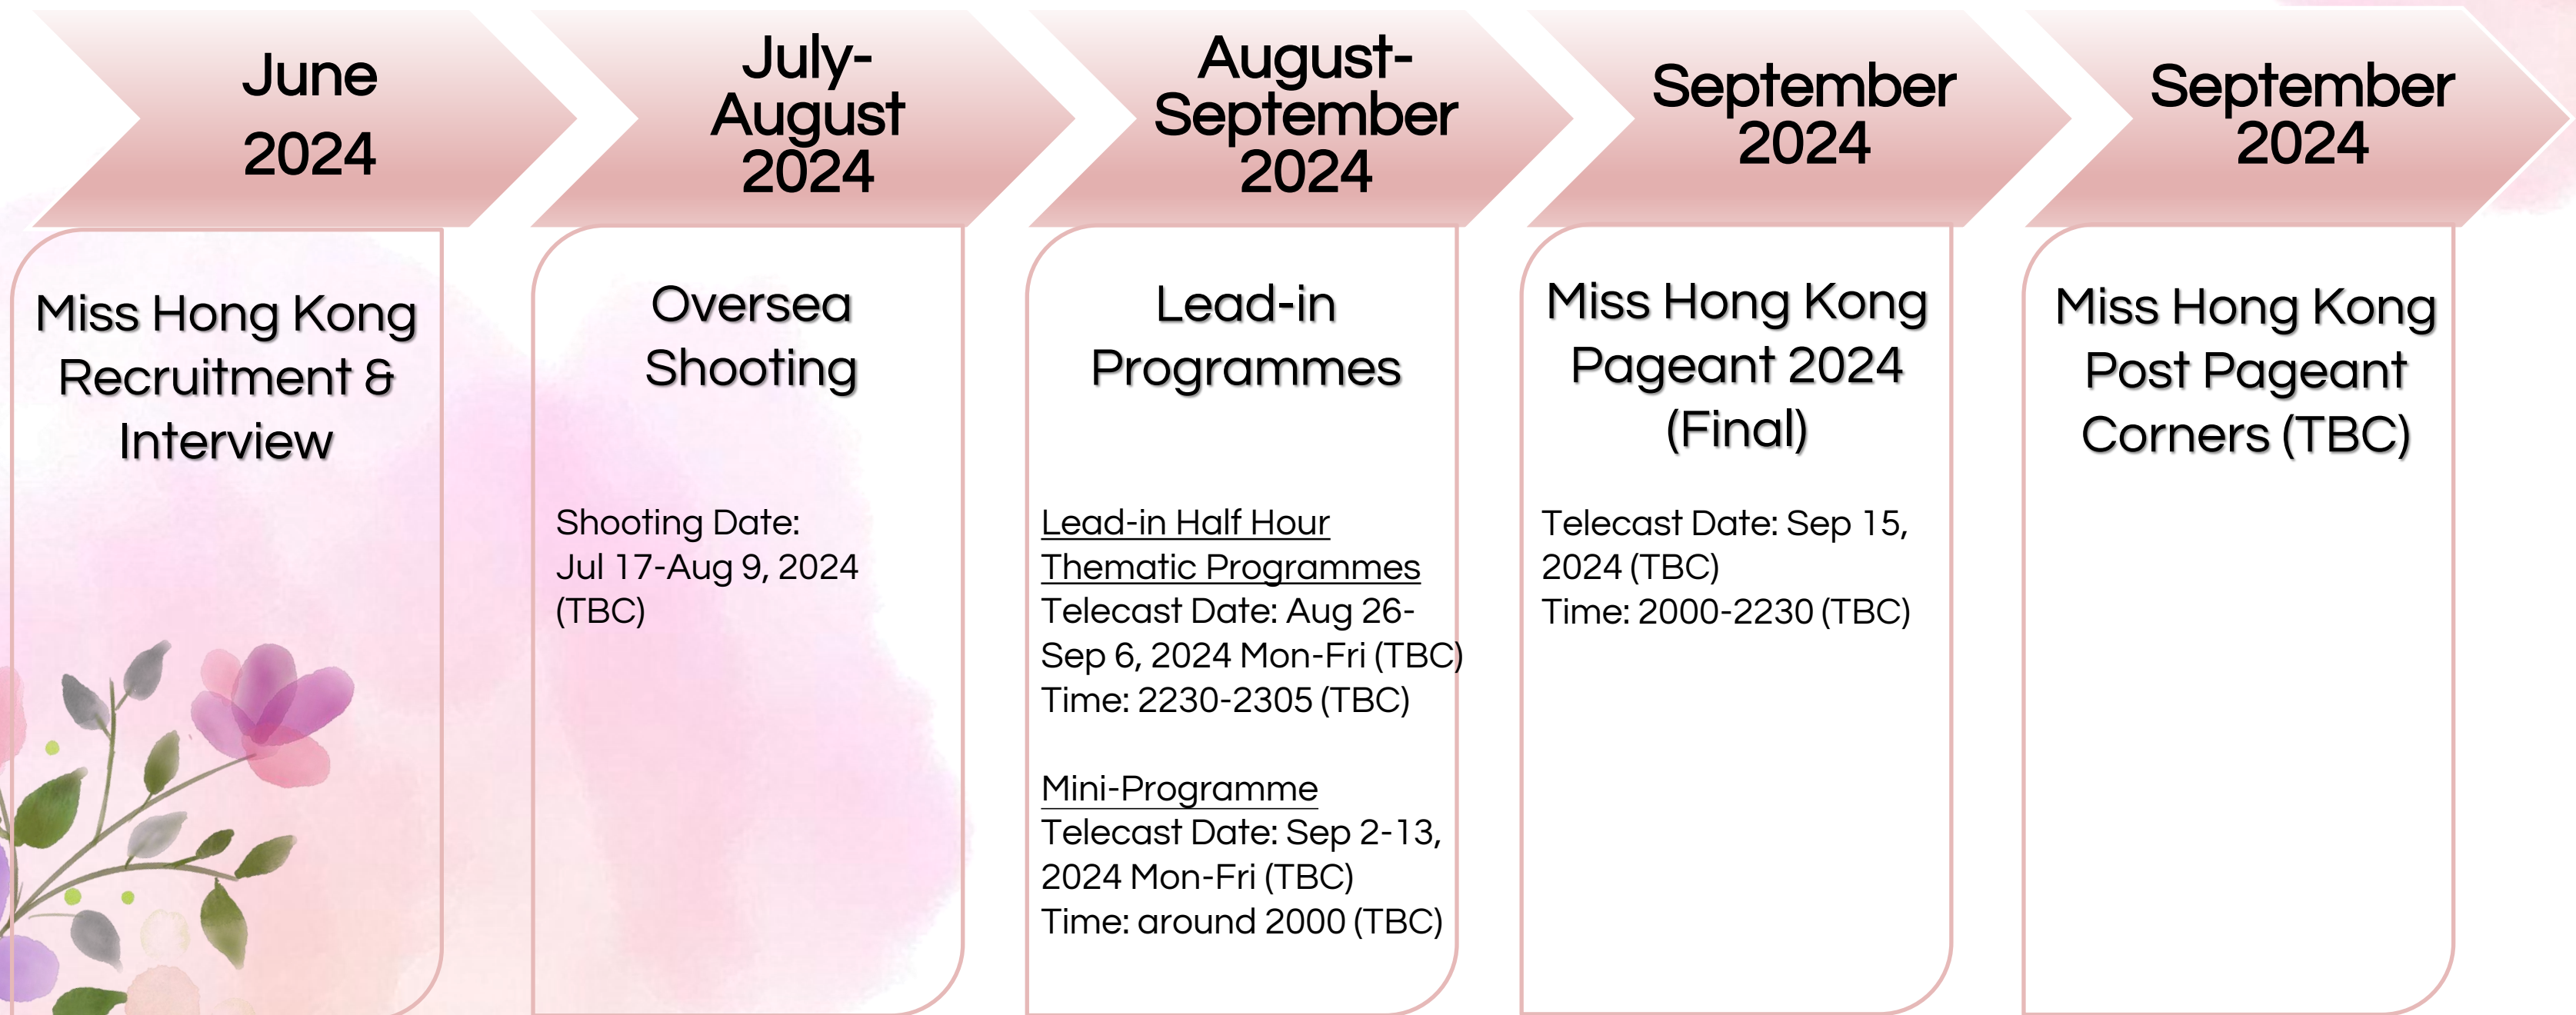 June
2024
July-
August
2024
August-
September
2024
September
2024
September
2024
Miss Hong Kong
Recruitment &
Interview
Oversea
Shooting
Shooting Date:
Jul 17-Aug 9, 2024
(TBC)
Lead-in
Programmes
Lead-in Half Hour
Thematic Programmes
Telecast Date: Aug 26-
Sep 6, 2024 Mon-Fri (TBC)
Time: 2230-2305 (TBC)
Mini-Programme
Telecast Date: Sep 2-13,
2024 Mon-Fri (TBC)
Time: around 2000 (TBC)
Miss Hong Kong
Pageant 2024
(Final)
Telecast Date: Sep 15,
2024 (TBC)
Time: 2000-2230 (TBC)
Miss Hong Kong
Post Pageant
Corners (TBC)